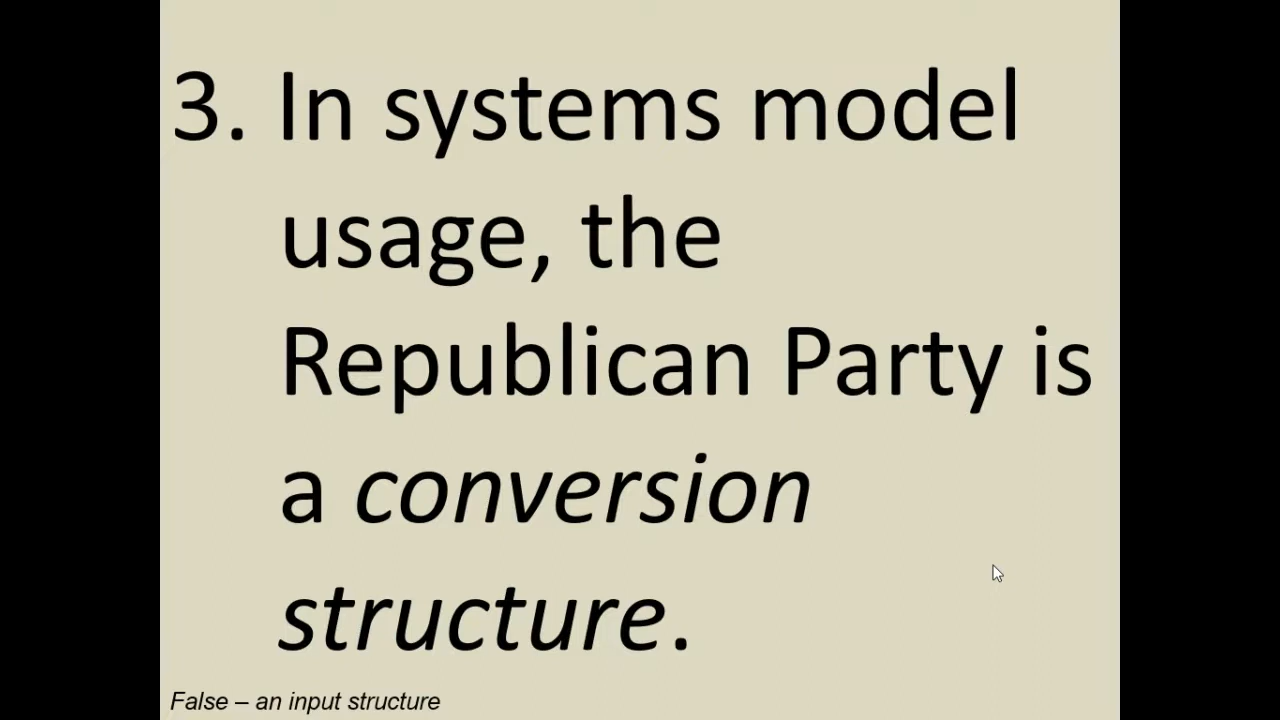 3. In systems model
usage, the
Republican Party is
a conversion
structure.
False – an input structure